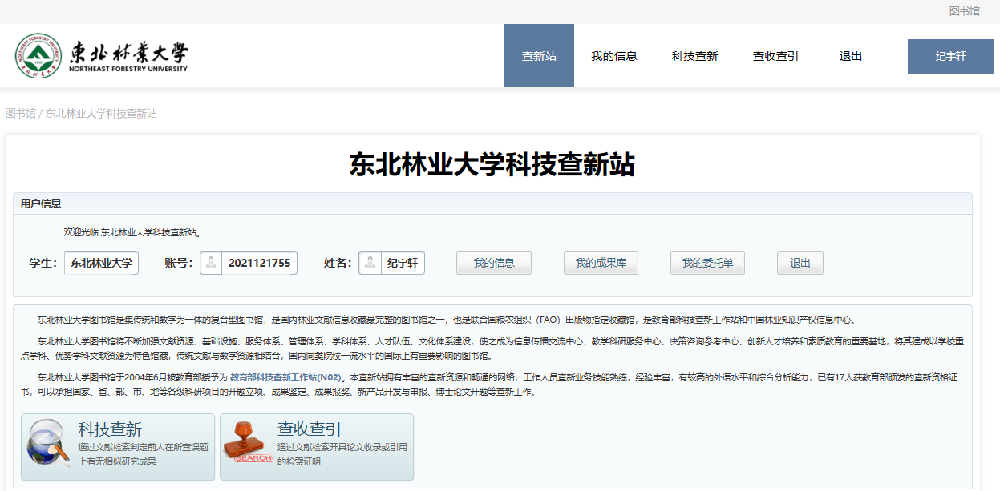 图书馆
東北林業大學
NORTHEAST FORESTRY UNIVERSITY
查新站
我的信息
科技查新
查收查引
退出
纪宇轩
图书馆 / 东北林业大学科技查新站
东北林业大学科技查新站
用户信息
欢迎光临 东北林业大学科技查新站。
学生： 东北林业大学 账号： 2021121755 姓名： 纪宇轩 我的信息 我的成果库 我的委托单 退出
东北林业大学图书馆是集传统和数字为一体的复合型图书馆，是国内林业文献信息收藏最完整的图书馆之一，也是联合国粮农组织（FAO）出版物指定收藏馆，是教育部科技查新工作站和中国林业知识产权信息中心。
东北林业大学图书馆将不断加强文献资源、基础设施、服务体系、管理体系、学科体系、人才队伍、文化体系建设，使之成为信息传播交流中心、教学科研服务中心、决策咨询参考中心、创新人才培养和素质教育的重要基地；将其建成以学校重
点学科、优势学科文献资源为特色馆藏，传统文献与数字资源相结合，国内同类院校一流水平的国际上有重要影响的图书馆。
东北林业大学图书馆于2004年6月被教育部授予为 教育部科技查新工作站(N02)。本查新站拥有丰富的查新资源和畅通的网络，工作人员查新业务技能熟练，经验丰富，有较高的外语水平和综合分析能力，已有17人获教育部颁发的查新资格证
书，可以承担国家、省、部、市、地等各级科研项目的开题立项、成果鉴定、成果报奖、新产品开发与申报、博士论文开题等查新工作。
科技查新
通过文献检索判定前人在所查课题
上有无相似研究成果
SEARCH
查收查引
通过文献检索开具论文收录或引用
的检索证明